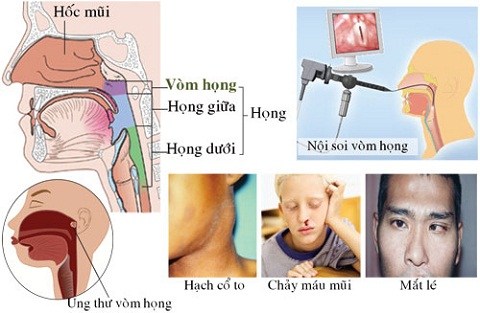 Hốc mũi
Vòm họng
Họng giữa
Họng
Họng dưới
Nội soi vòm họng
Ung thư vòm họng
Hạch cổ to
Chảy máu mũi
Mắt lé